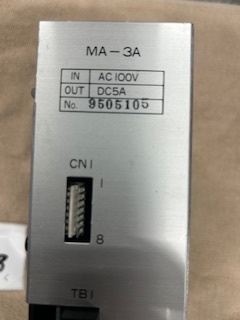 MA-3A
IN AC100V
OUT DC5A
No. 9505105
CN1
1
8
TB1